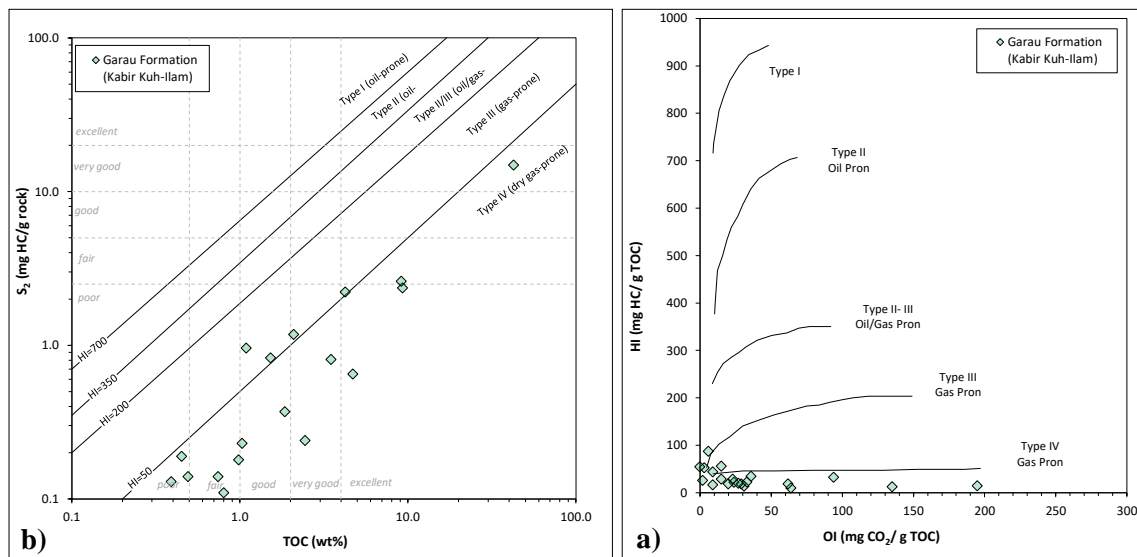 100.0
10.0
1.0
0.1
S2 (mg HC/g rock)
Garau Formation
(Kabir Kuh-Ilam)
Type I (oil-prone)
Type II (oil-
Type II/III (oil/gas-
Type III (gas-prone)
Type IV (dry gas-prone)
excellent
very good
good
fair
poor
HI=700
HI=350
HI=200
HI=50
poor
fair
good
very good
excellent
0.1
1.0
10.0
100.0
TOC (wt%)
b)
1000
900
800
700
600
500
400
300
200
100
0
HI (mg HC/ g TOC)
Garau Formation
(Kabir Kuh-Ilam)
Type I
Type II
Oil Pron
Type II- III
Oil/Gas Pron
Type III
Gas Pron
Type IV
Gas Pron
0
50
100
150
200
250
300
OI (mg CO2/ g TOC)
a)